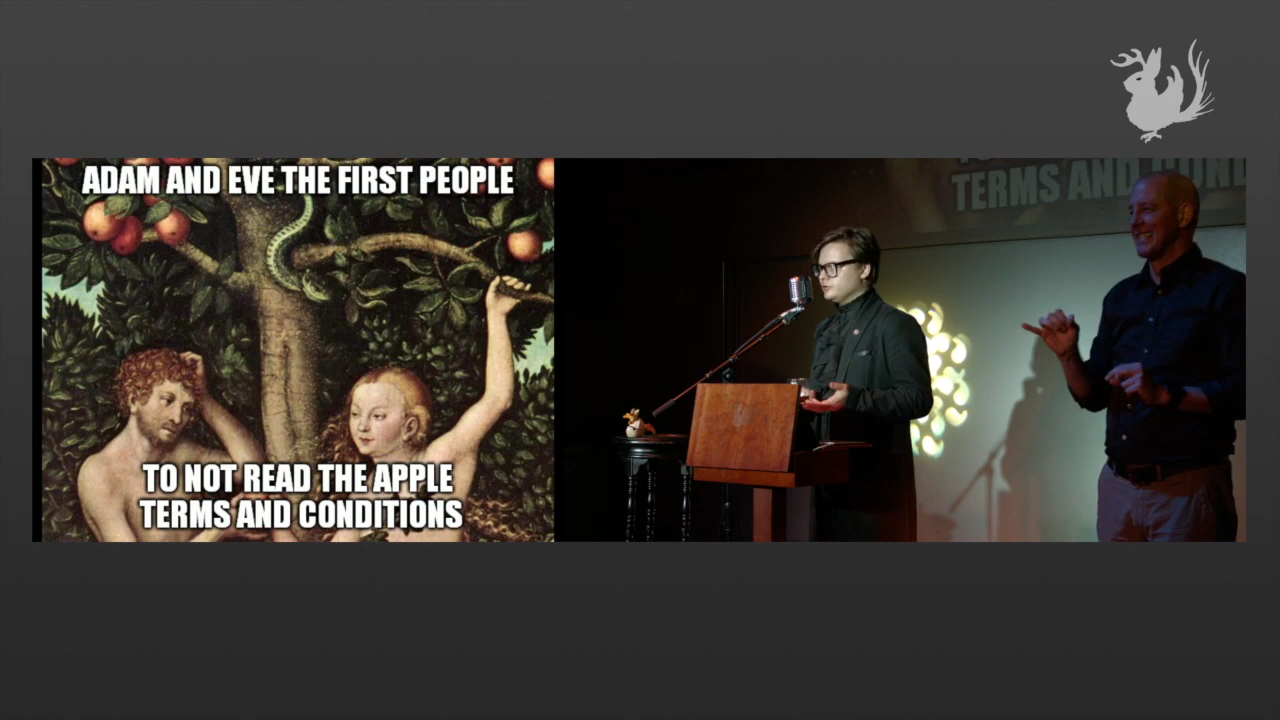 ADAM AND EVE THE FIRST PEOPLE
TO NOT READ THE APPLE
TERMS AND CONDITIONS
TERMS AND